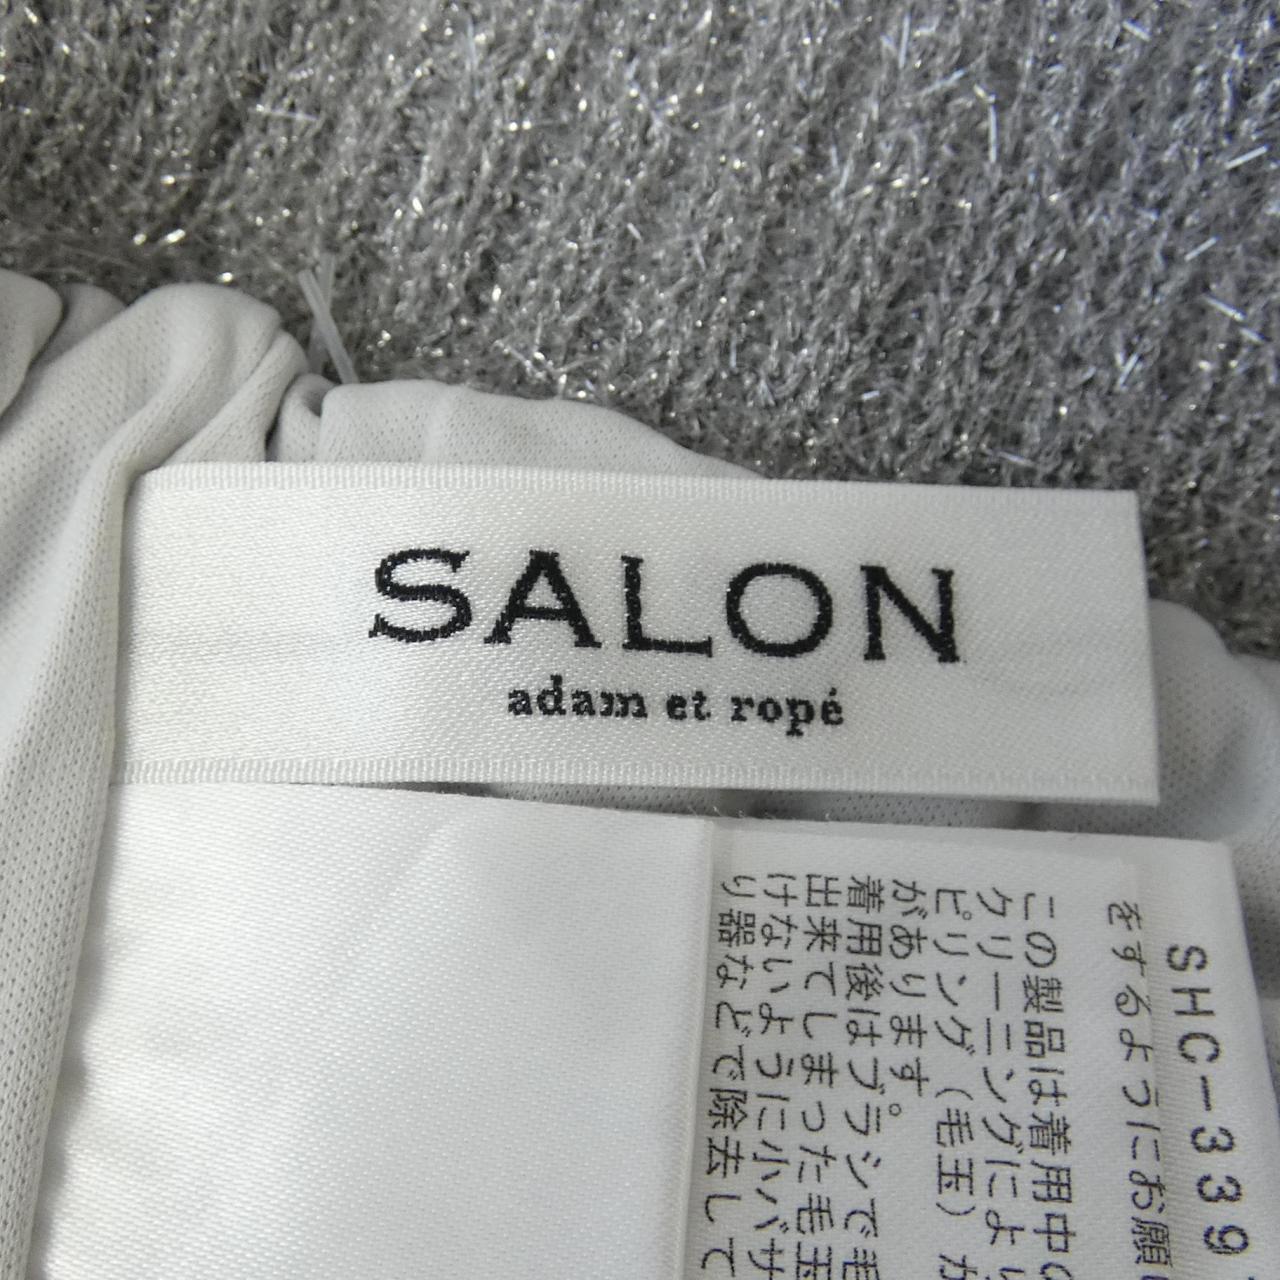 SALON
adam et ropé
SHC-339
をするようにお願
この製品は着用中の
クリーニングにより
ピリング(毛玉)が
があります。
着用後はブラシで毛
出来てしまった毛玉
けないように小バサ
り器などで除去して